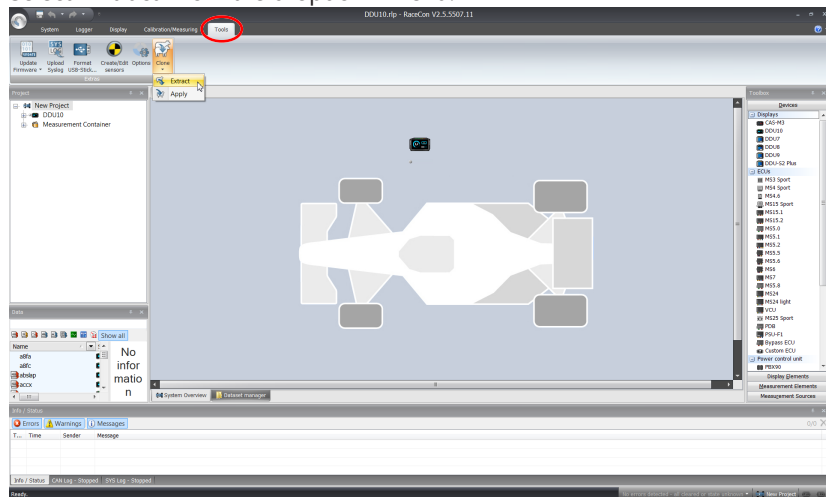 DDU10.rlp - RaceCon V2.5.5507.11
System Logger Display Calibration/Measuring Tools
Update Firmware
Upload Syslog
Format USB-Stick...
Create/Edit sensors
Options
Clone
Extras
Extract
Apply
Project
New Project
DDU10
Measurement Container
Toolbox
Devices
Displays
CAS-M3
DDU10
DDU7
DDU8
DDU9
DDU-S2 Plus
ECUs
MS3 Sport
MS4 Sport
MS4.6
MS15 Sport
MS15.1
MS15.2
MS5.0
MS5.1
MS5.2
MS5.5
MS5.6
MS6
MS7
MS5.8
MS24
MS24 light
VCU
MS25 Sport
PDB
PSU-F1
Bypass ECU
Custom ECU
Power control unit
PBX90
Display Elements
Measurement Elements
Measurement Sources
Data
Show all
Name
a8fa
a8fc
abslap
accx
No
infor
matio
n
System Overview Dataset manager
Info / Status
Errors Warnings Messages
0/0
T... Time Sender Message
Info / Status CAN Log - Stopped SYS Log - Stopped
Ready.
New Project